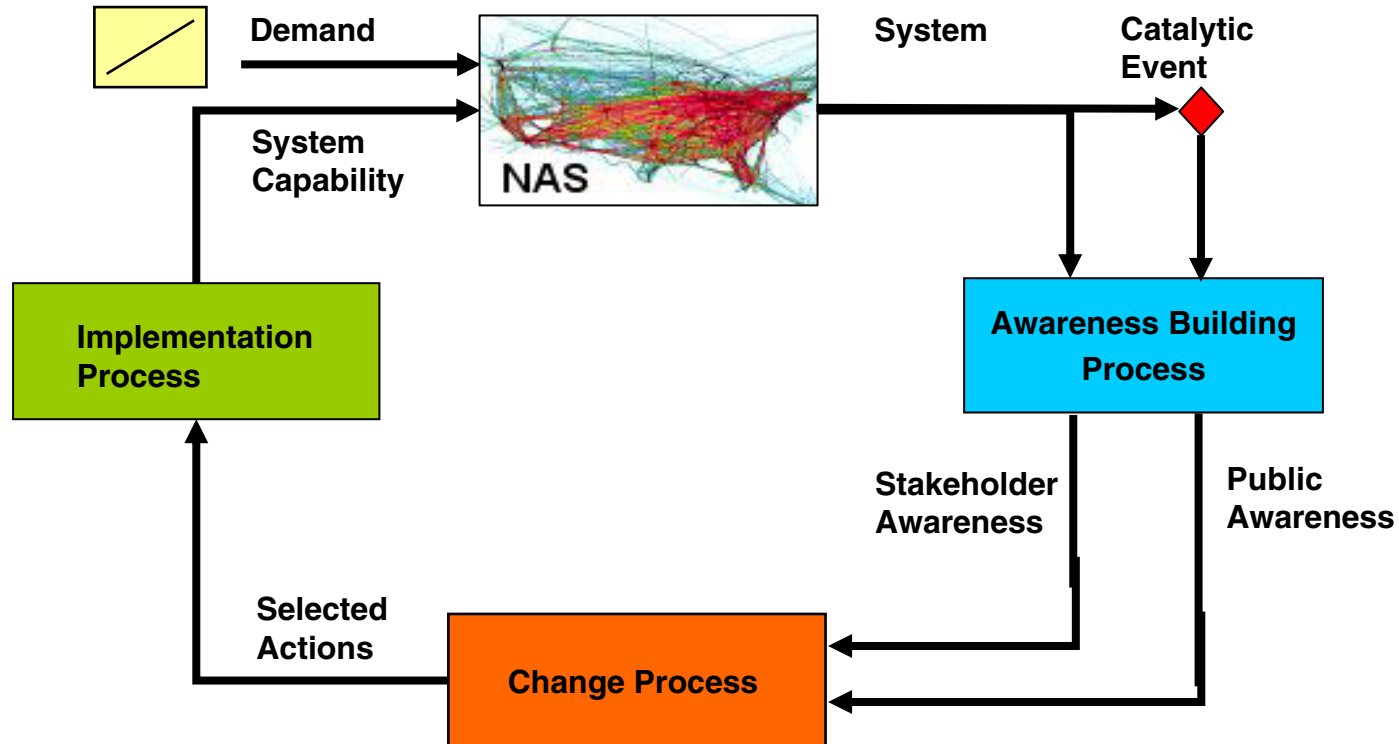 Demand
System
Catalytic
Event
System
Capability
NAS
Implementation
Process
Awareness Building
Process
Stakeholder
Awareness
Public
Awareness
Selected
Actions
Change Process